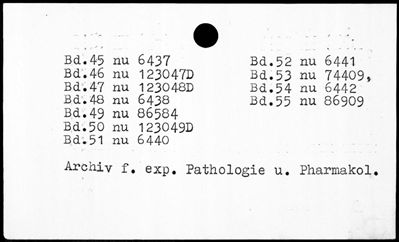 Bd.45 nu 6437
Bd.46 nu 123047D
Bd.47 nu 123048D
Bd.48 nu 6438
Bd.49 nu 86584
Bd.50 nu 123049D
Bd.51 nu 6440
Bd.52 nu 6441
Bd.53 nu 74409,
Bd.54 nu 6442
Bd.55 nu 86909
Archiv f. exp. Pathologie u. Pharmakol.